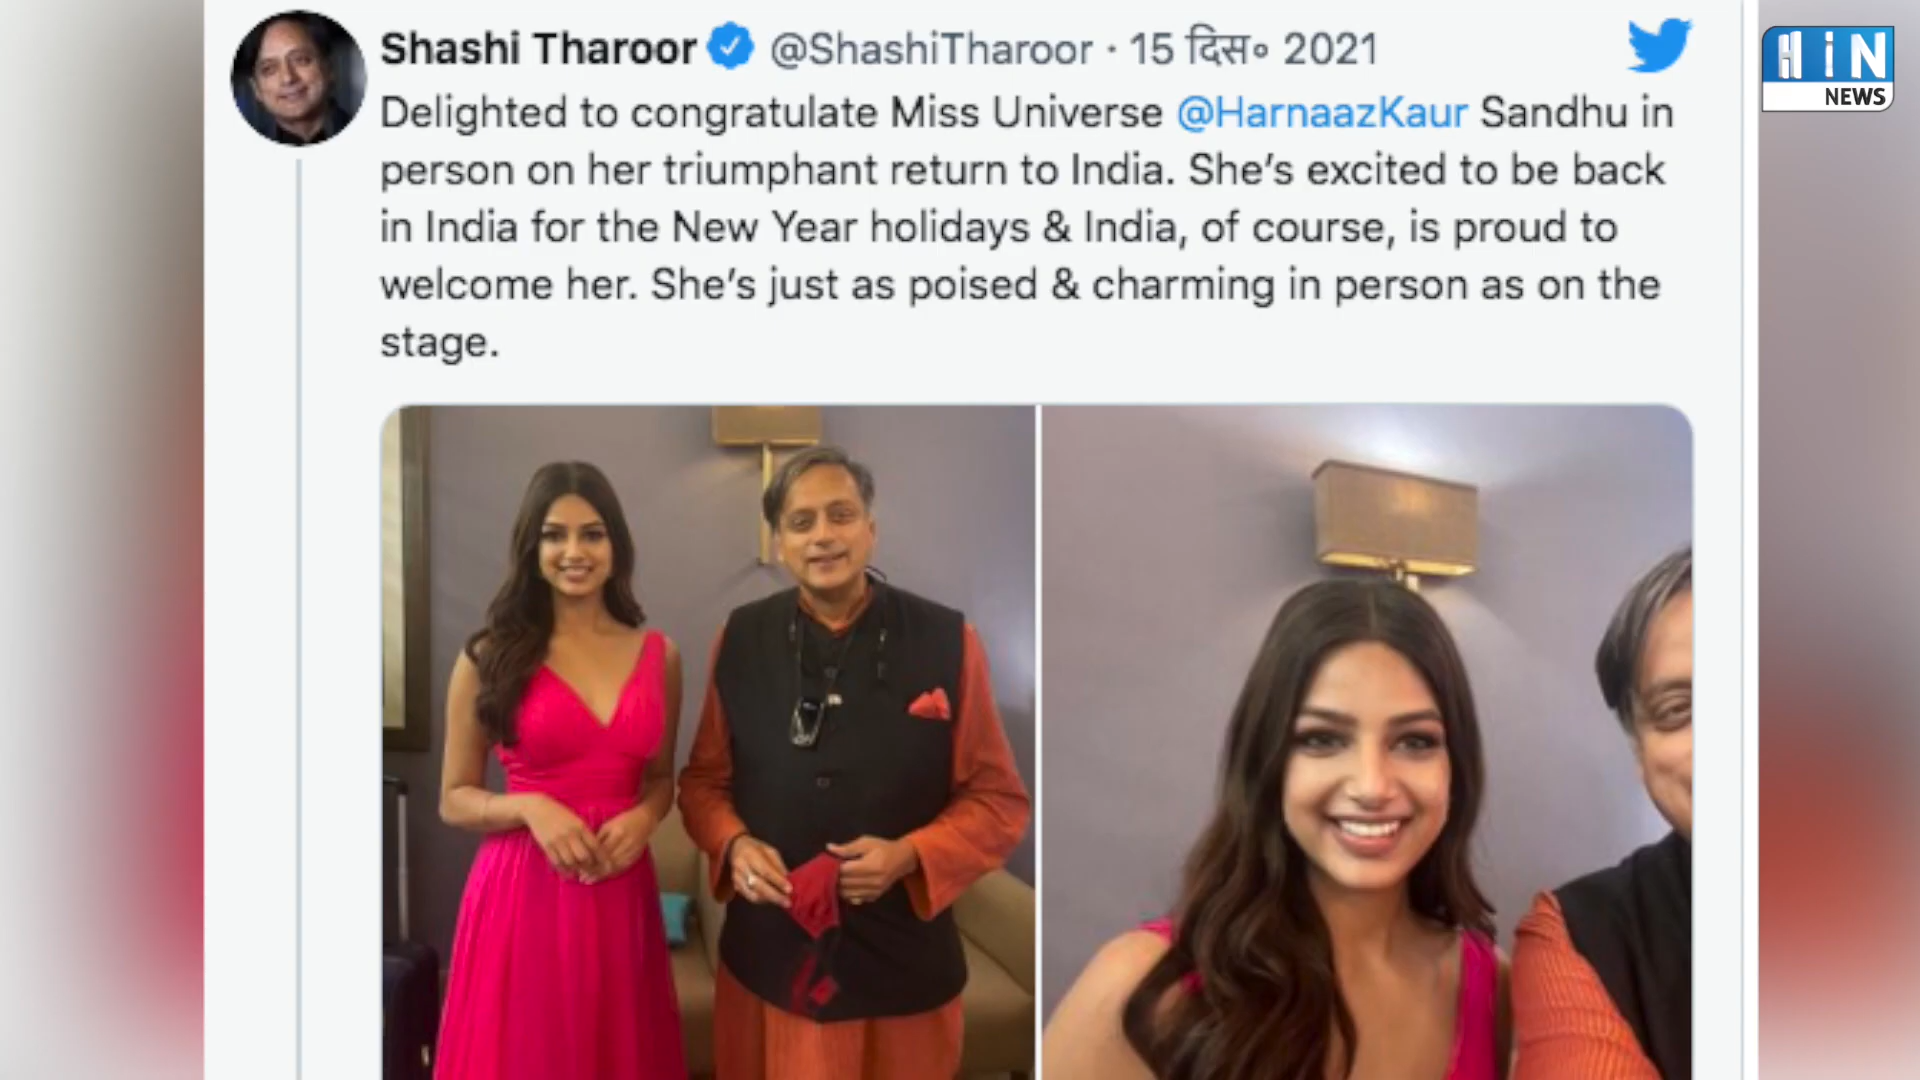 Shashi Tharoor @ShashiTharoor · 15 दिस॰ 2021
Delighted to congratulate Miss Universe @HarnaazKaur Sandhu in
person on her triumphant return to India. She’s excited to be back
in India for the New Year holidays & India, of course, is proud to
welcome her. She’s just as poised & charming in person as on the
stage.
HiN
NEWS